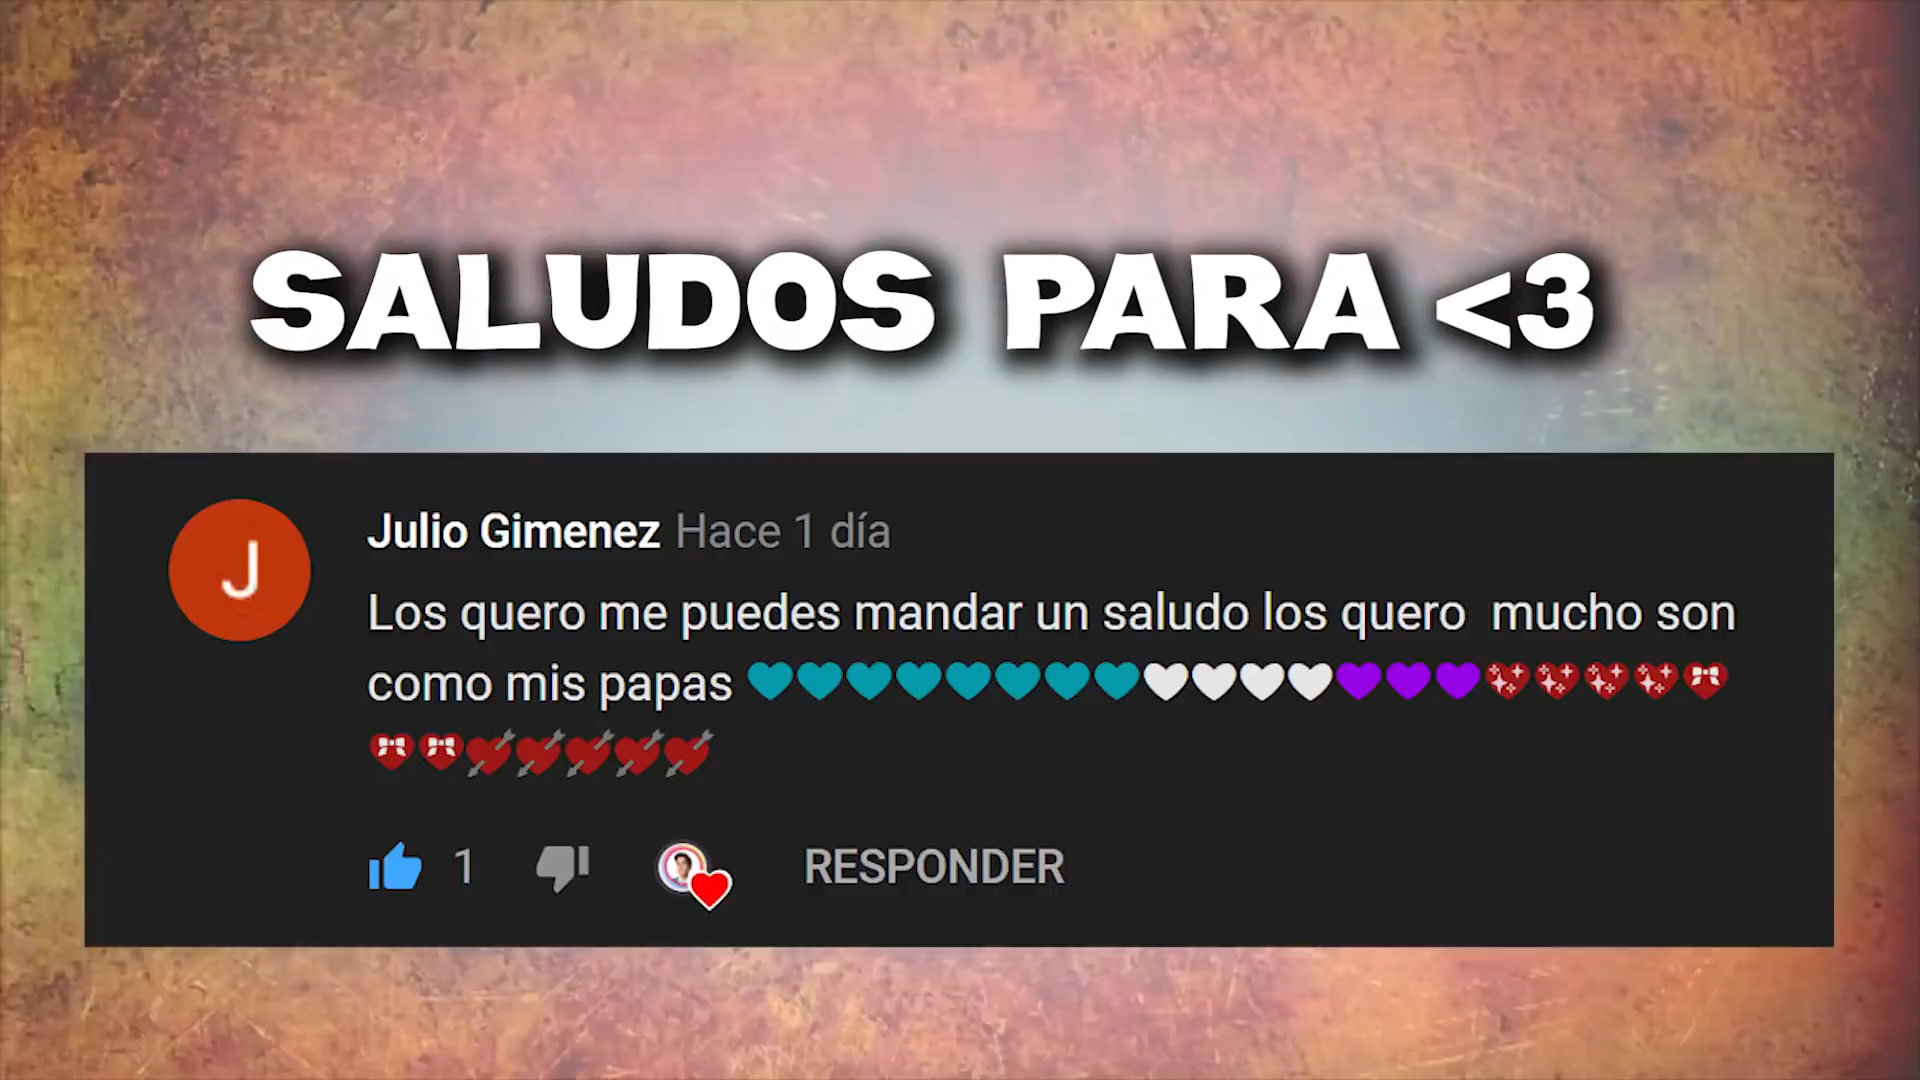 SALUDOS PARA <3
J
Julio Gimenez Hace 1 día
Los quero me puedes mandar un saludo los quero mucho son
como mis papas 💙💙💙💙💙💙💙💙🤍🤍🤍🤍💜💜💜💖💖💖💖💝
💝💝💘💘💘💘💘
1 RESPONDER